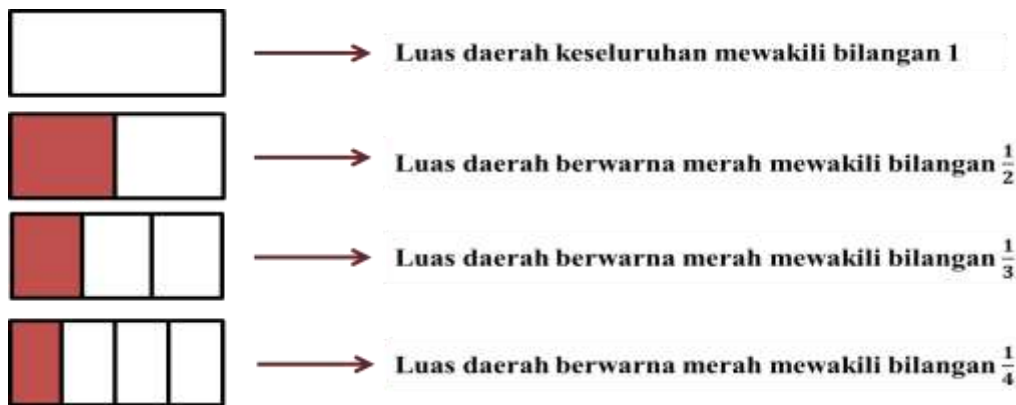 Luas daerah keseluruhan mewakili bilangan 1
Luas daerah berwarna merah mewakili bilangan 1/2
Luas daerah berwarna merah mewakili bilangan 1/3
Luas daerah berwarna merah mewakili bilangan 1/4